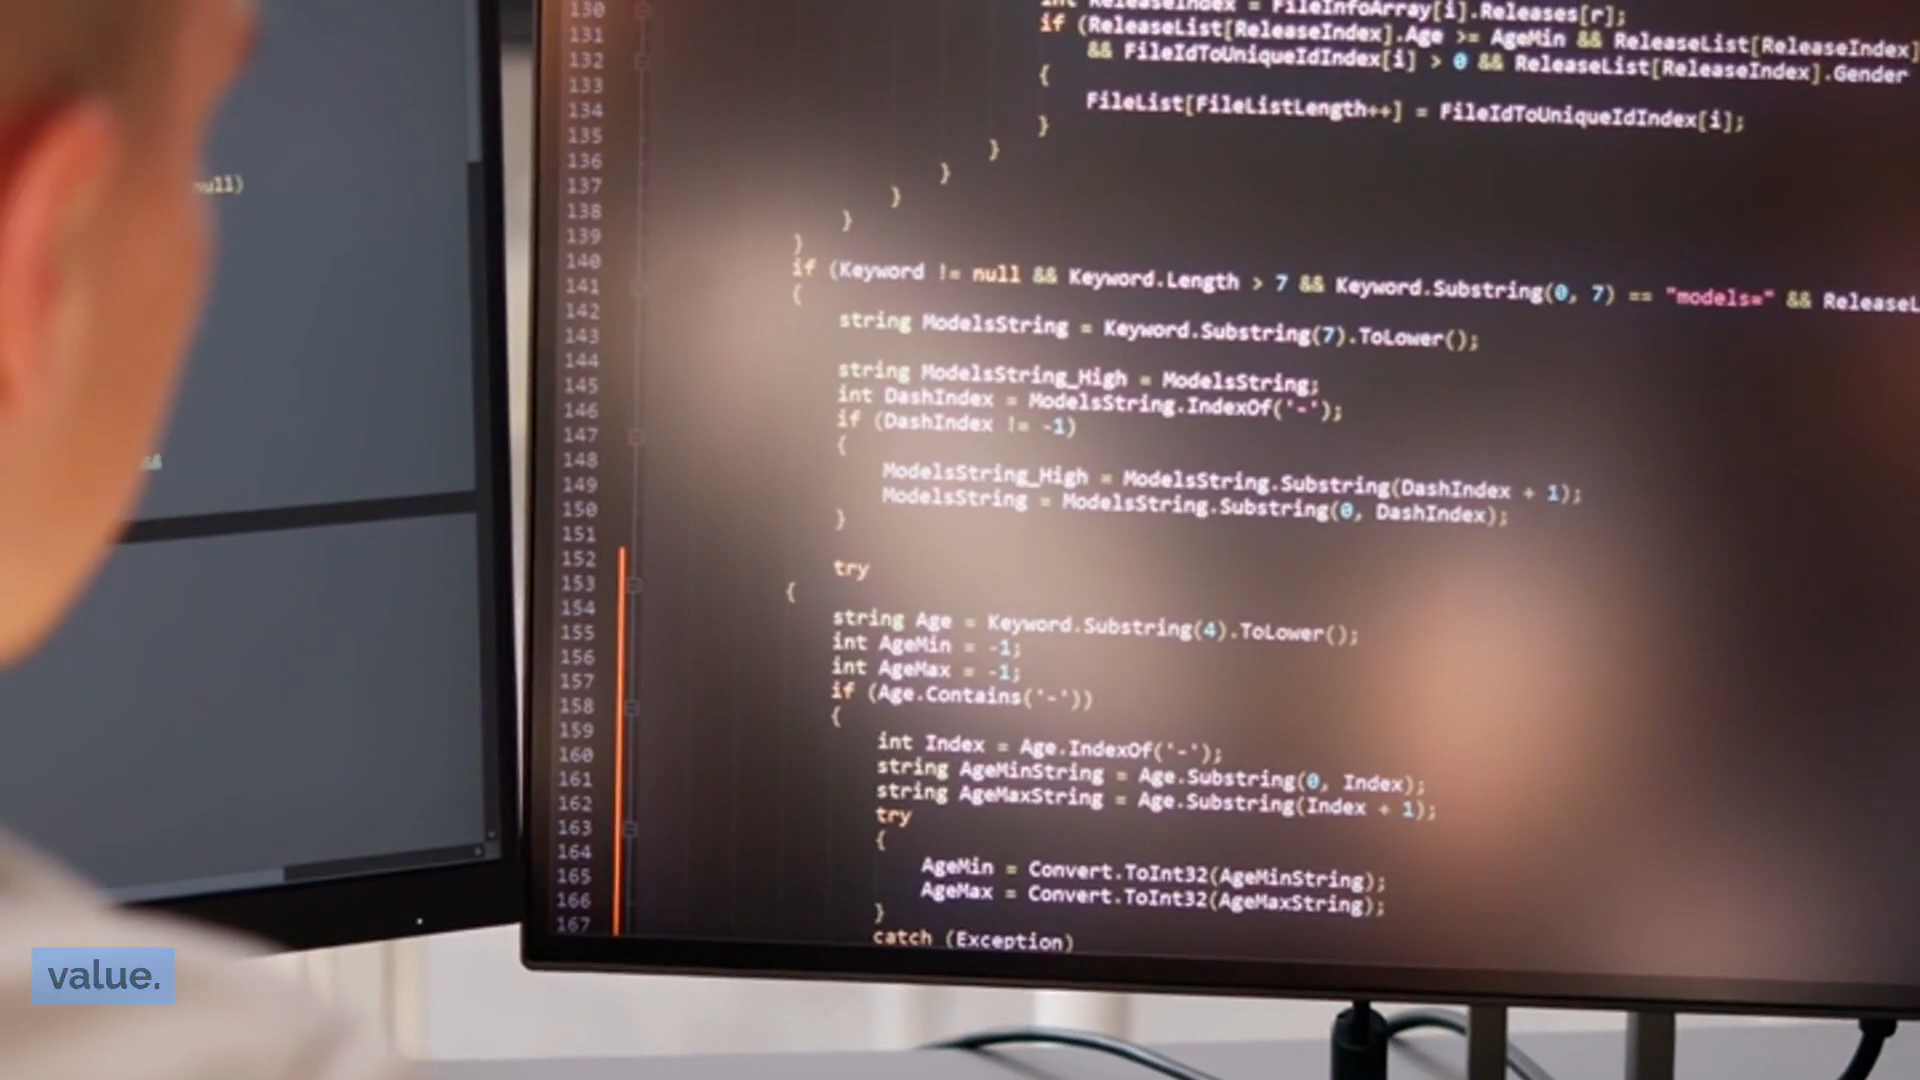 null)
&&
130 int ReleaseIndex = FileInfoArray[i].Releases[r];
131 if (ReleaseList[ReleaseIndex].Age >= AgeMin && ReleaseList[ReleaseIndex]
132 && FileIdToUniqueIdIndex[i] > 0 && ReleaseList[ReleaseIndex].Gender
133 {
134 FileList[FileListLength++] = FileIdToUniqueIdIndex[i];
135 }
136 }
137 }
138 }
139 }
140 }
141 if (Keyword != null && Keyword.Length > 7 && Keyword.Substring(0, 7) == "models=" && ReleaseL
142 {
143 string ModelsString = Keyword.Substring(7).ToLower();
144
145 string ModelsString_High = ModelsString;
146 int DashIndex = ModelsString.IndexOf('-');
147 if (DashIndex != -1)
148 {
149 ModelsString_High = ModelsString.Substring(DashIndex + 1);
150 ModelsString = ModelsString.Substring(0, DashIndex);
151 }
152
153 try
154 {
155 string Age = Keyword.Substring(4).ToLower();
156 int AgeMin = -1;
157 int AgeMax = -1;
158 if (Age.Contains('-'))
159 {
160 int Index = Age.IndexOf('-');
161 string AgeMinString = Age.Substring(0, Index);
162 string AgeMaxString = Age.Substring(Index + 1);
163 try
164 {
165 AgeMin = Convert.ToInt32(AgeMinString);
166 AgeMax = Convert.ToInt32(AgeMaxString);
167 }
catch (Exception)
value.